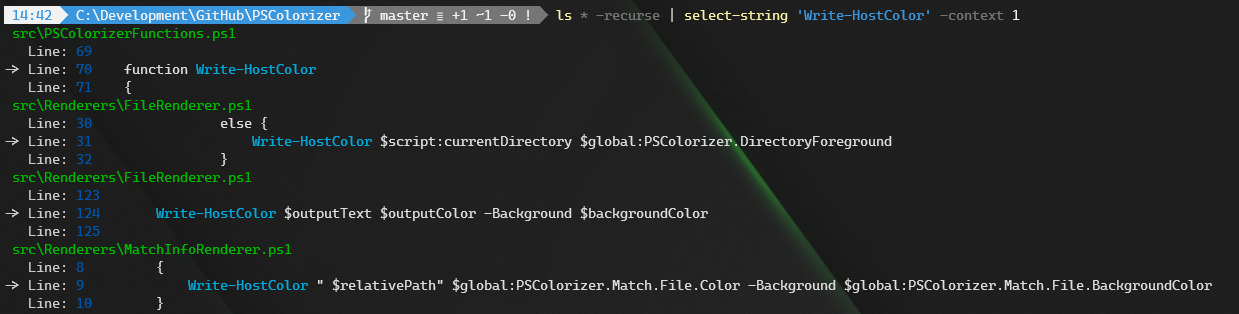 14:42 C:\Development\GitHub\PSColorizer master ≡ +1 ~1 -0 ! ls * -recurse | select-string 'Write-HostColor' -context 1
src\PSColorizerFunctions.ps1
Line: 69
→ Line: 70 function Write-HostColor
Line: 71 {
src\Renderers\FileRenderer.ps1
Line: 30 else {
→ Line: 31 Write-HostColor $script:currentDirectory $global:PSColorizer.DirectoryForeground
Line: 32 }
src\Renderers\FileRenderer.ps1
Line: 123
→ Line: 124 Write-HostColor $outputText $outputColor -Background $backgroundColor
Line: 125
src\Renderers\MatchInfoRenderer.ps1
Line: 8 {
→ Line: 9 Write-HostColor " $relativePath" $global:PSColorizer.Match.File.Color -Background $global:PSColorizer.Match.File.BackgroundColor
Line: 10 }